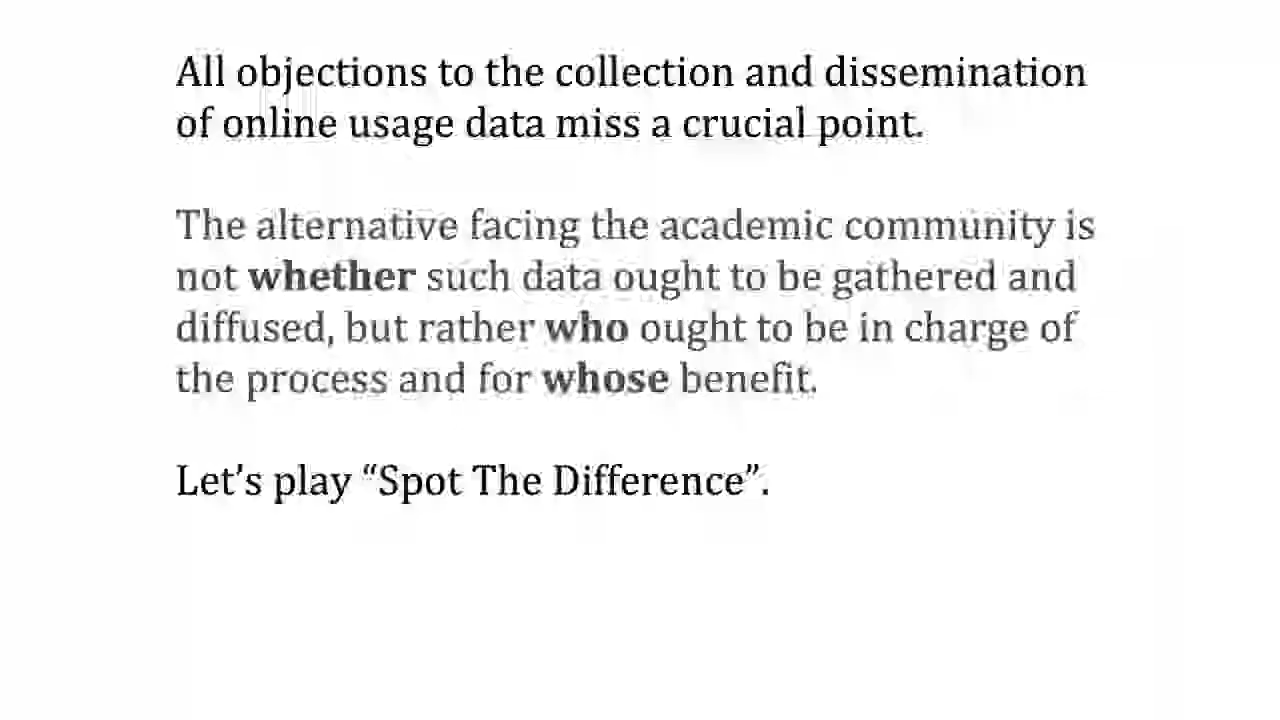 All objections to the collection and dissemination
of online usage data miss a crucial point.
The alternative facing the academic community is
not whether such data ought to be gathered and
diffused, but rather who ought to be in charge of
the process and for whose benefit.
Let’s play “Spot The Difference”.